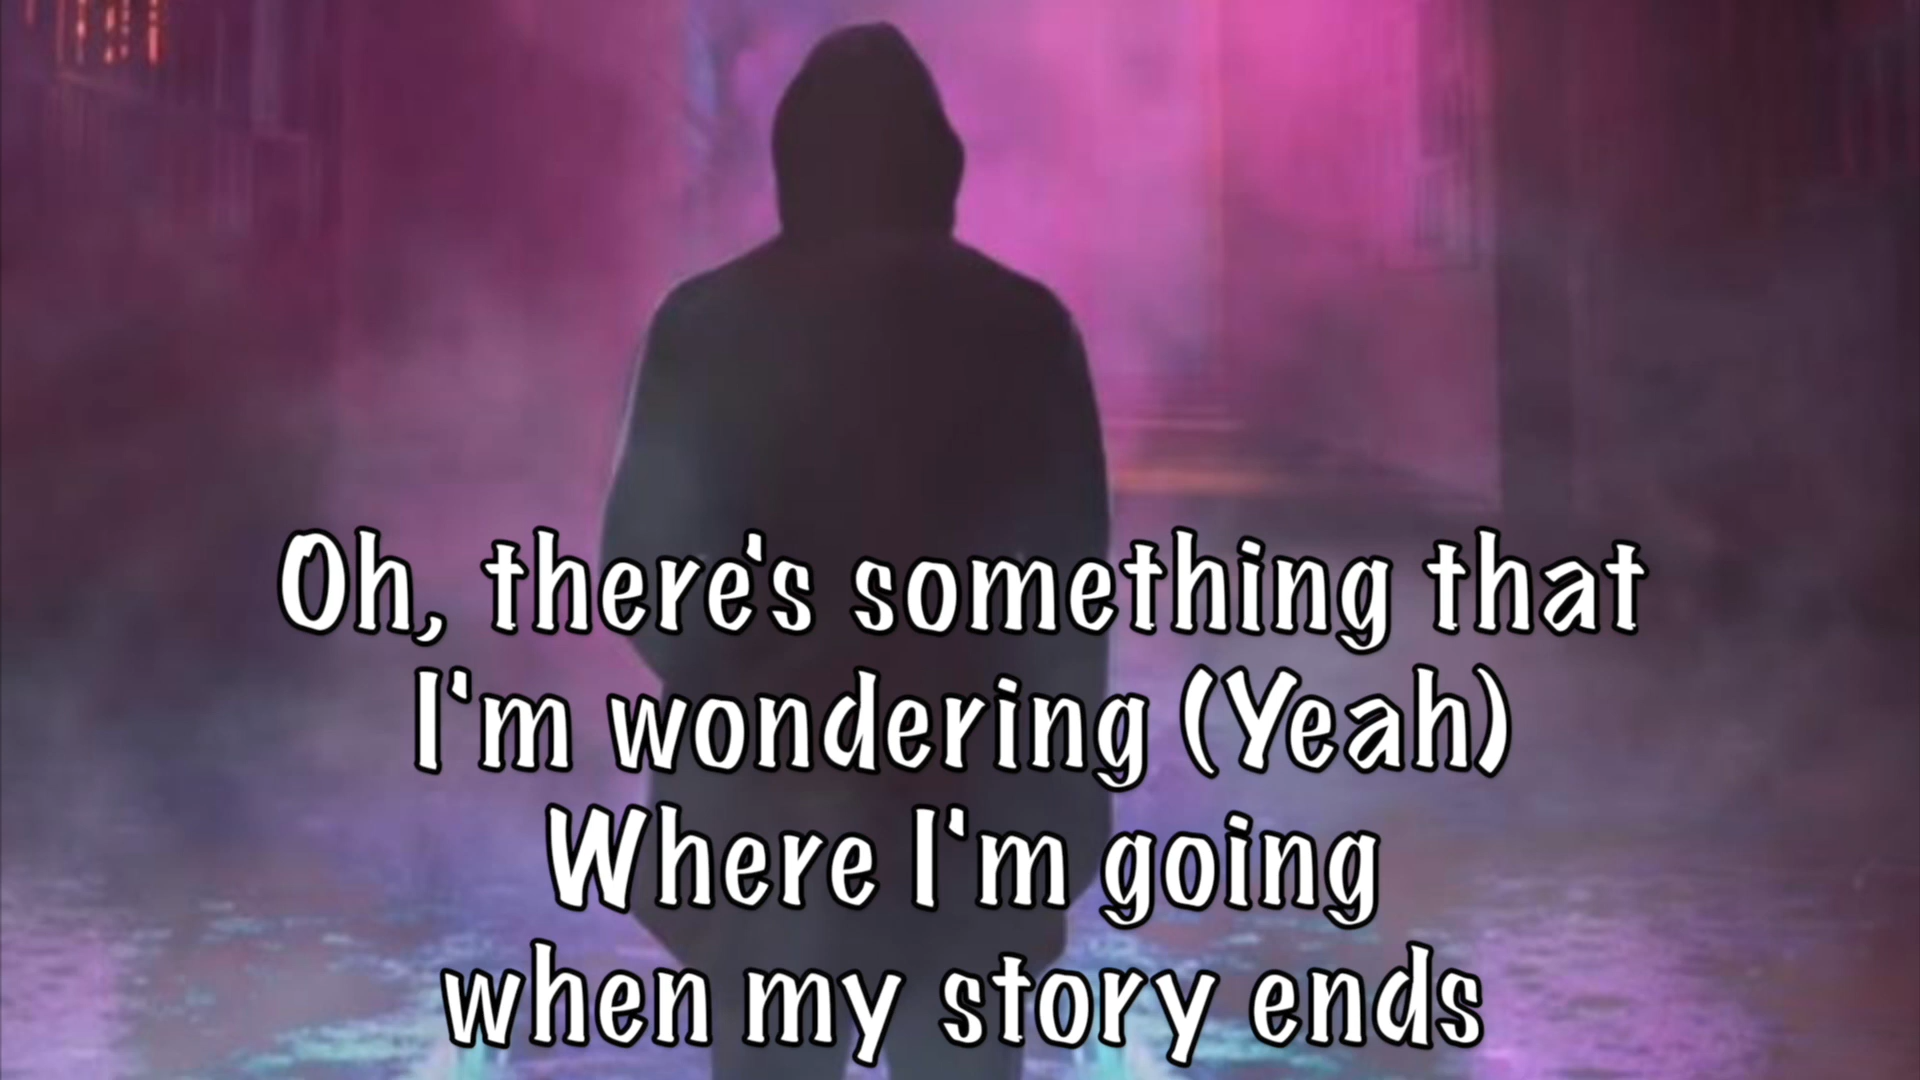 Oh, there's something that
I'm wondering (Yeah)
Where I'm going
when my story ends